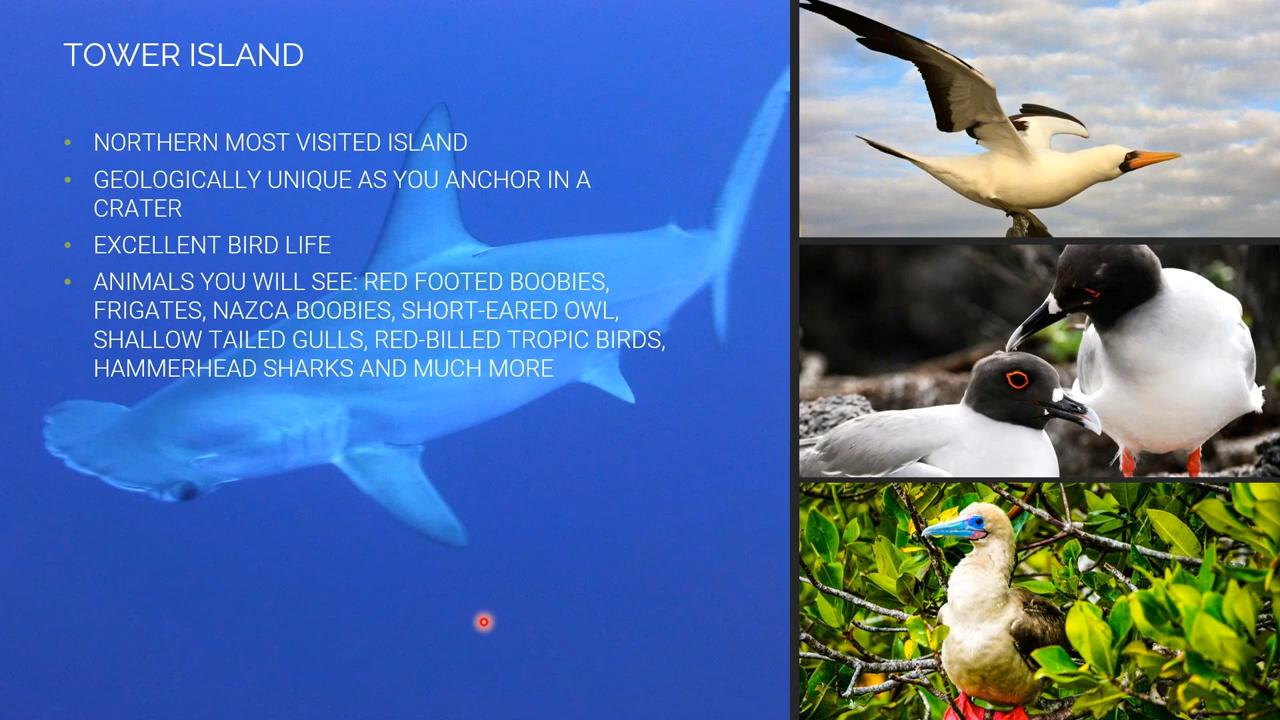 TOWER ISLAND
NORTHERN MOST VISITED ISLAND
GEOLOGICALLY UNIQUE AS YOU ANCHOR IN A
CRATER
EXCELLENT BIRD LIFE
ANIMALS YOU WILL SEE: RED FOOTED BOOBIES,
FRIGATES, NAZCA BOOBIES, SHORT-EARED OWL,
SHALLOW TAILED GULLS, RED-BILLED TROPIC BIRDS,
HAMMERHEAD SHARKS AND MUCH MORE